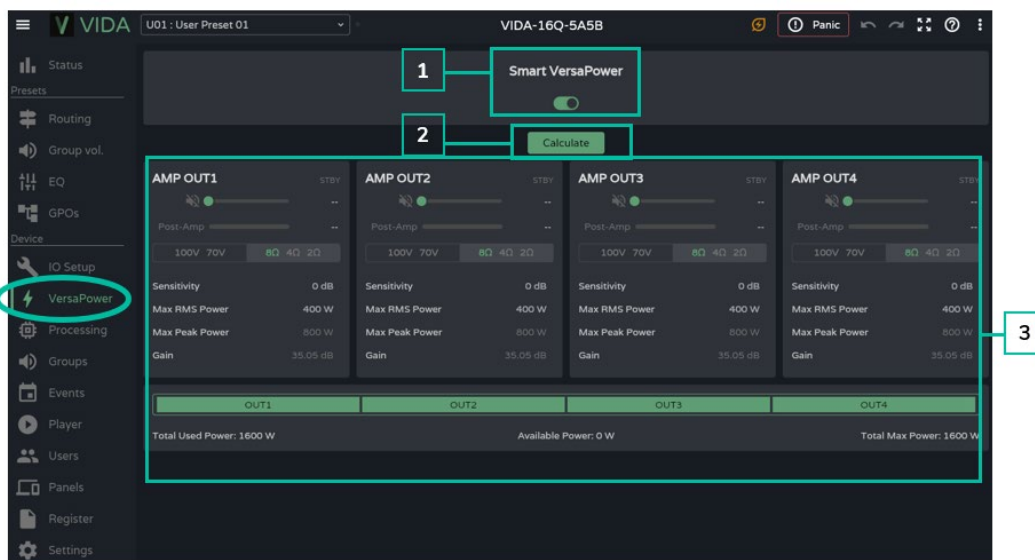 VIDA
U01 : User Preset 01
VIDA-16Q-5A5B
Panic
Status
Presets
Routing
Group vol.
EQ
GPOs
Device
IO Setup
VersaPower
Processing
Groups
Events
Player
Users
Panels
Register
Settings
1
Smart VersaPower
2
Calculate
3
AMP OUT1 STBY
--
Post-Amp --
100V 70V 8Ω 4Ω 2Ω
Sensitivity 0 dB
Max RMS Power 400 W
Max Peak Power 800 W
Gain 35.05 dB
AMP OUT2 STBY
--
Post-Amp --
100V 70V 8Ω 4Ω 2Ω
Sensitivity 0 dB
Max RMS Power 400 W
Max Peak Power 800 W
Gain 35.05 dB
AMP OUT3 STBY
--
Post-Amp --
100V 70V 8Ω 4Ω 2Ω
Sensitivity 0 dB
Max RMS Power 400 W
Max Peak Power 800 W
Gain 35.05 dB
AMP OUT4 STBY
--
Post-Amp --
100V 70V 8Ω 4Ω 2Ω
Sensitivity 0 dB
Max RMS Power 400 W
Max Peak Power 800 W
Gain 35.05 dB
OUT1 OUT2 OUT3 OUT4
Total Used Power: 1600 W Available Power: 0 W Total Max Power: 1600 W